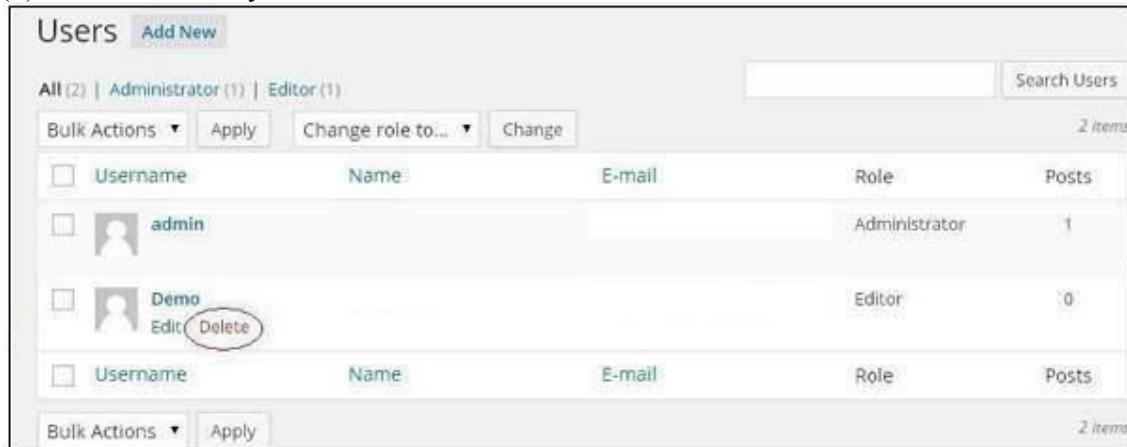 Users Add New
All (2) | Administrator (1) | Editor (1)
Search Users
Bulk Actions ▼ Apply Change role to... ▼ Change 2 items
Username Name E-mail Role Posts
admin Administrator 1
Demo Editor 0
Edit Delete
Username Name E-mail Role Posts
Bulk Actions ▼ Apply 2 items